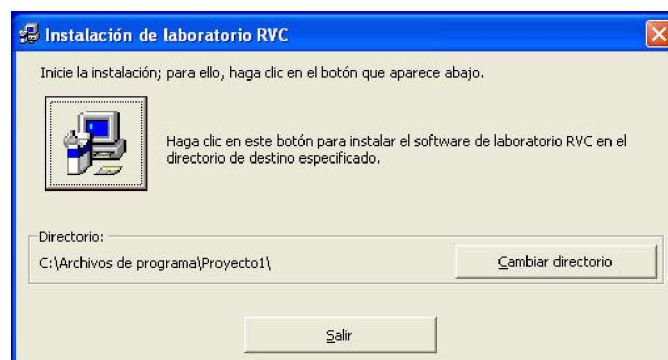 Instalación de laboratorio RVC
Inicie la instalación; para ello, haga clic en el botón que aparece abajo.
Haga clic en este botón para instalar el software de laboratorio RVC en el
directorio de destino especificado.
Directorio:
C:\Archivos de programa\Proyecto1\
Cambiar directorio
Salir